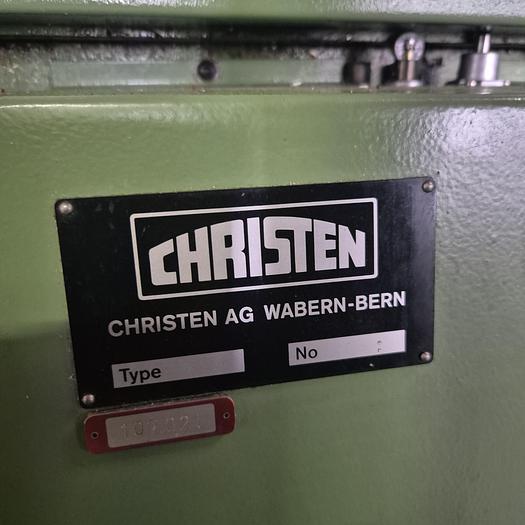 CHRISTEN
CHRISTEN AG WABERN-BERN
Type
No